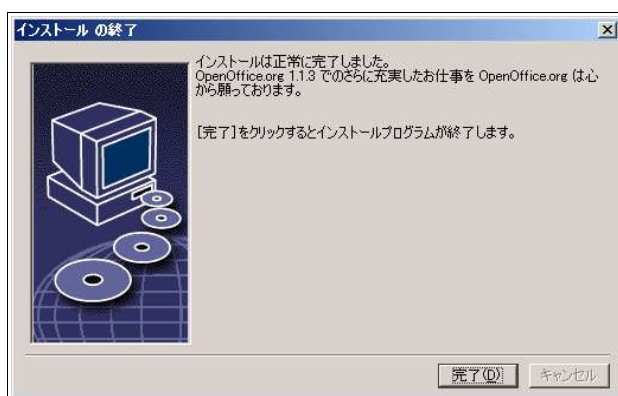 インストール の終了
インストールは正常に完了しました。
OpenOffice.org 1.1.3 でのさらに充実したお仕事を OpenOffice.org は心
から願っております。
[完了]をクリックするとインストールプログラムが終了します。
完了(D)
キャンセル